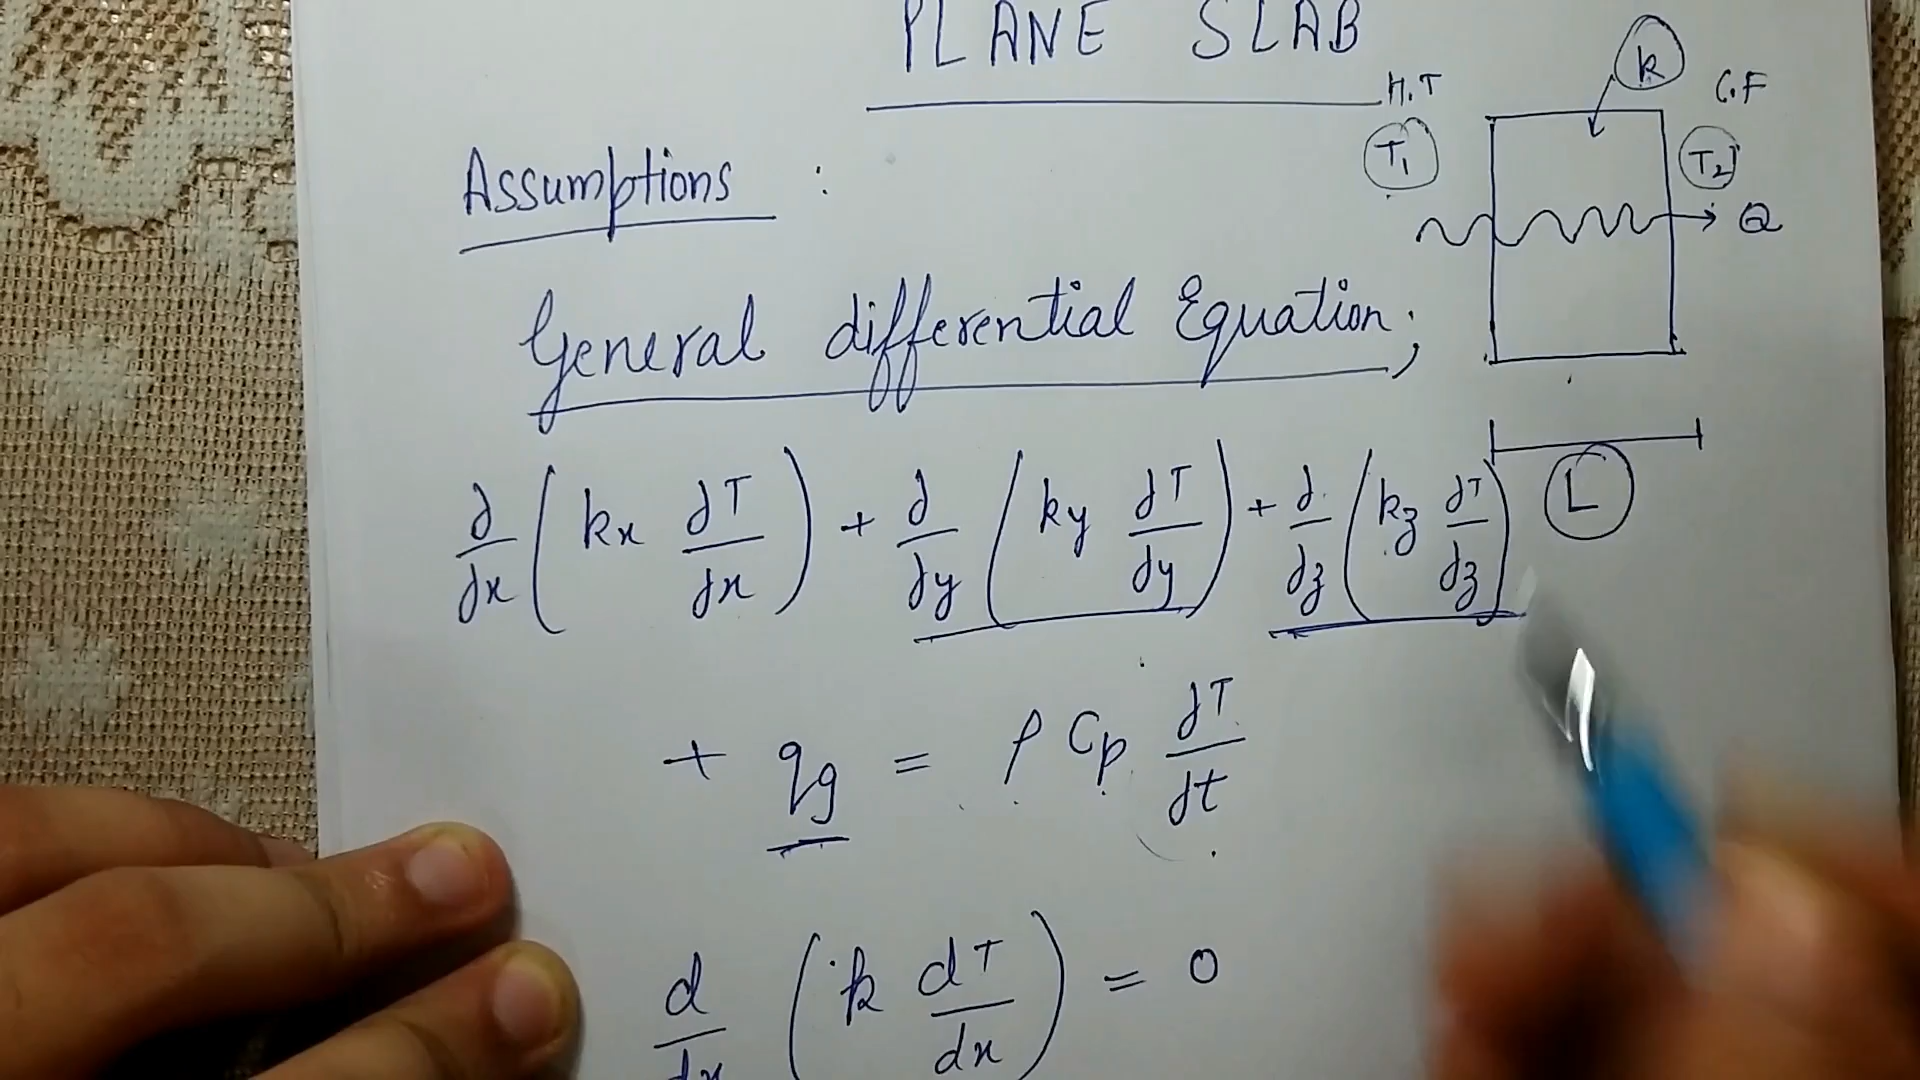 PLANE SLAB
H.T
k
C.F
T₁
T₂
Q
L
Assumptions :
General differential Equation;
∂/∂x ( kx ∂T/∂x ) + ∂/∂y ( ky ∂T/∂y ) + ∂/∂z ( kz ∂T/∂z )
+ qg = ρ Cp ∂T/∂t
d/dx ( k dT/dx ) = 0